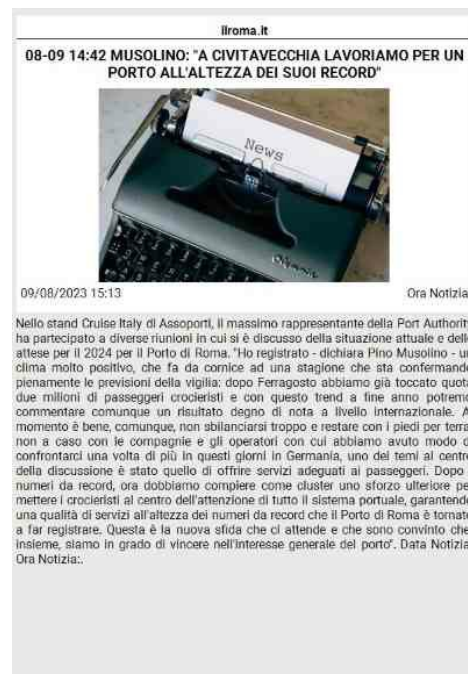 ilroma.it
08-09 14:42 MUSOLINO: "A CIVITAVECCHIA LAVORIAMO PER UN
PORTO ALL'ALTEZZA DEI SUOI RECORD"
News
Olympia
09/08/2023 15:13 Ora Notizia
Nello stand Cruise Italy di Assoporti, il massimo rappresentante della Port Authorit
ha partecipato a diverse riunioni in cui si è discusso della situazione attuale e dell
attese per il 2024 per il Porto di Roma. "Ho registrato - dichiara Pino Musolino - u
clima molto positivo, che fa da cornice ad una stagione che sta confermand
pienamente le previsioni della vigilia: dopo Ferragosto abbiamo già toccato quot
due milioni di passeggeri crocieristi e con questo trend a fine anno potrem
commentare comunque un risultato degno di nota a livello internazionale. A
momento è bene, comunque, non sbilanciarsi troppo e restare con i piedi per terra
non a caso con le compagnie e gli operatori con cui abbiamo avuto modo d
confrontarci una volta di più in questi giorni in Germania, uno dei temi al centr
della discussione è stato quello di offrire servizi adeguati ai passeggeri. Dopo
numeri da record, ora dobbiamo compiere come cluster uno sforzo ulteriore pe
mettere i crocieristi al centro dell'attenzione di tutto il sistema portuale, garantend
una qualità di servizi all'altezza dei numeri da record che il Porto di Roma è tornat
a far registrare. Questa è la nuova sfida che ci attende e che sono convinto che
insieme, siamo in grado di vincere nell'interesse generale del porto". Data Notizia
Ora Notizia:.